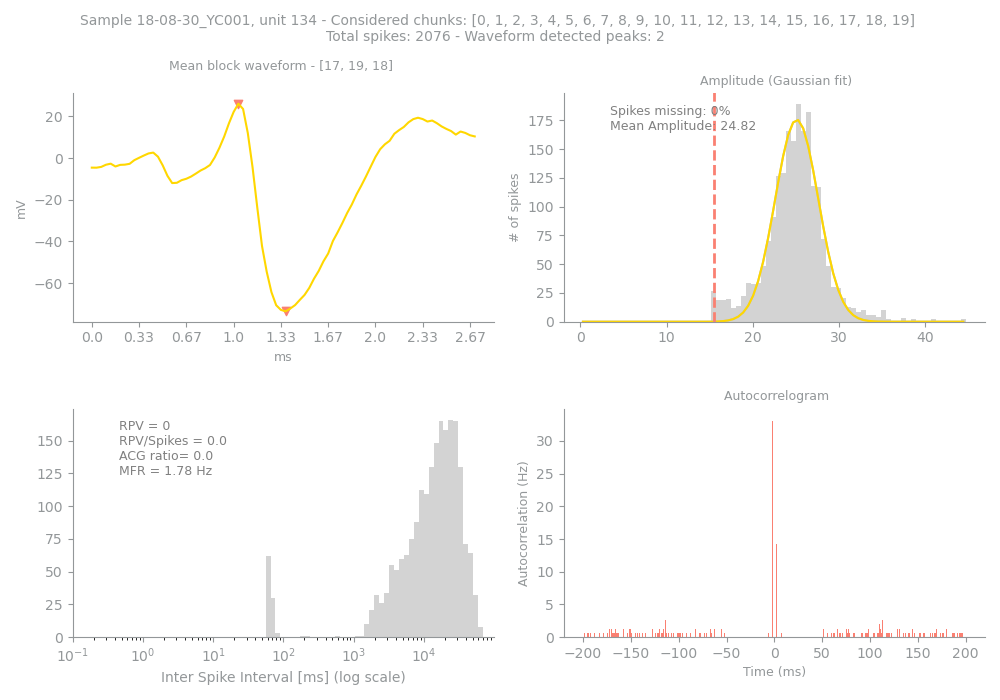 Sample 18-08-30_YC001, unit 134 - Considered chunks: [0, 1, 2, 3, 4, 5, 6, 7, 8, 9, 10, 11, 12, 13, 14, 15, 16, 17, 18, 19]
Total spikes: 2076 - Waveform detected peaks: 2
Mean block waveform - [17, 19, 18]
20
0
−20
−40
−60
mV
0.0 0.33 0.67 1.0 1.33 1.67 2.0 2.33 2.67
ms
Amplitude (Gaussian fit)
Spikes missing: 0%
Mean Amplitude: 24.82
175
150
125
100
75
50
25
0
# of spikes
0 10 20 30 40
RPV = 0
RPV/Spikes = 0.0
ACG ratio= 0.0
MFR = 1.78 Hz
150
125
100
75
50
25
0
10⁻¹ 10⁰ 10¹ 10² 10³ 10⁴
Inter Spike Interval [ms] (log scale)
Autocorrelogram
30
25
20
15
10
5
0
Autocorrelation (Hz)
−200 −150 −100 −50 0 50 100 150 200
Time (ms)